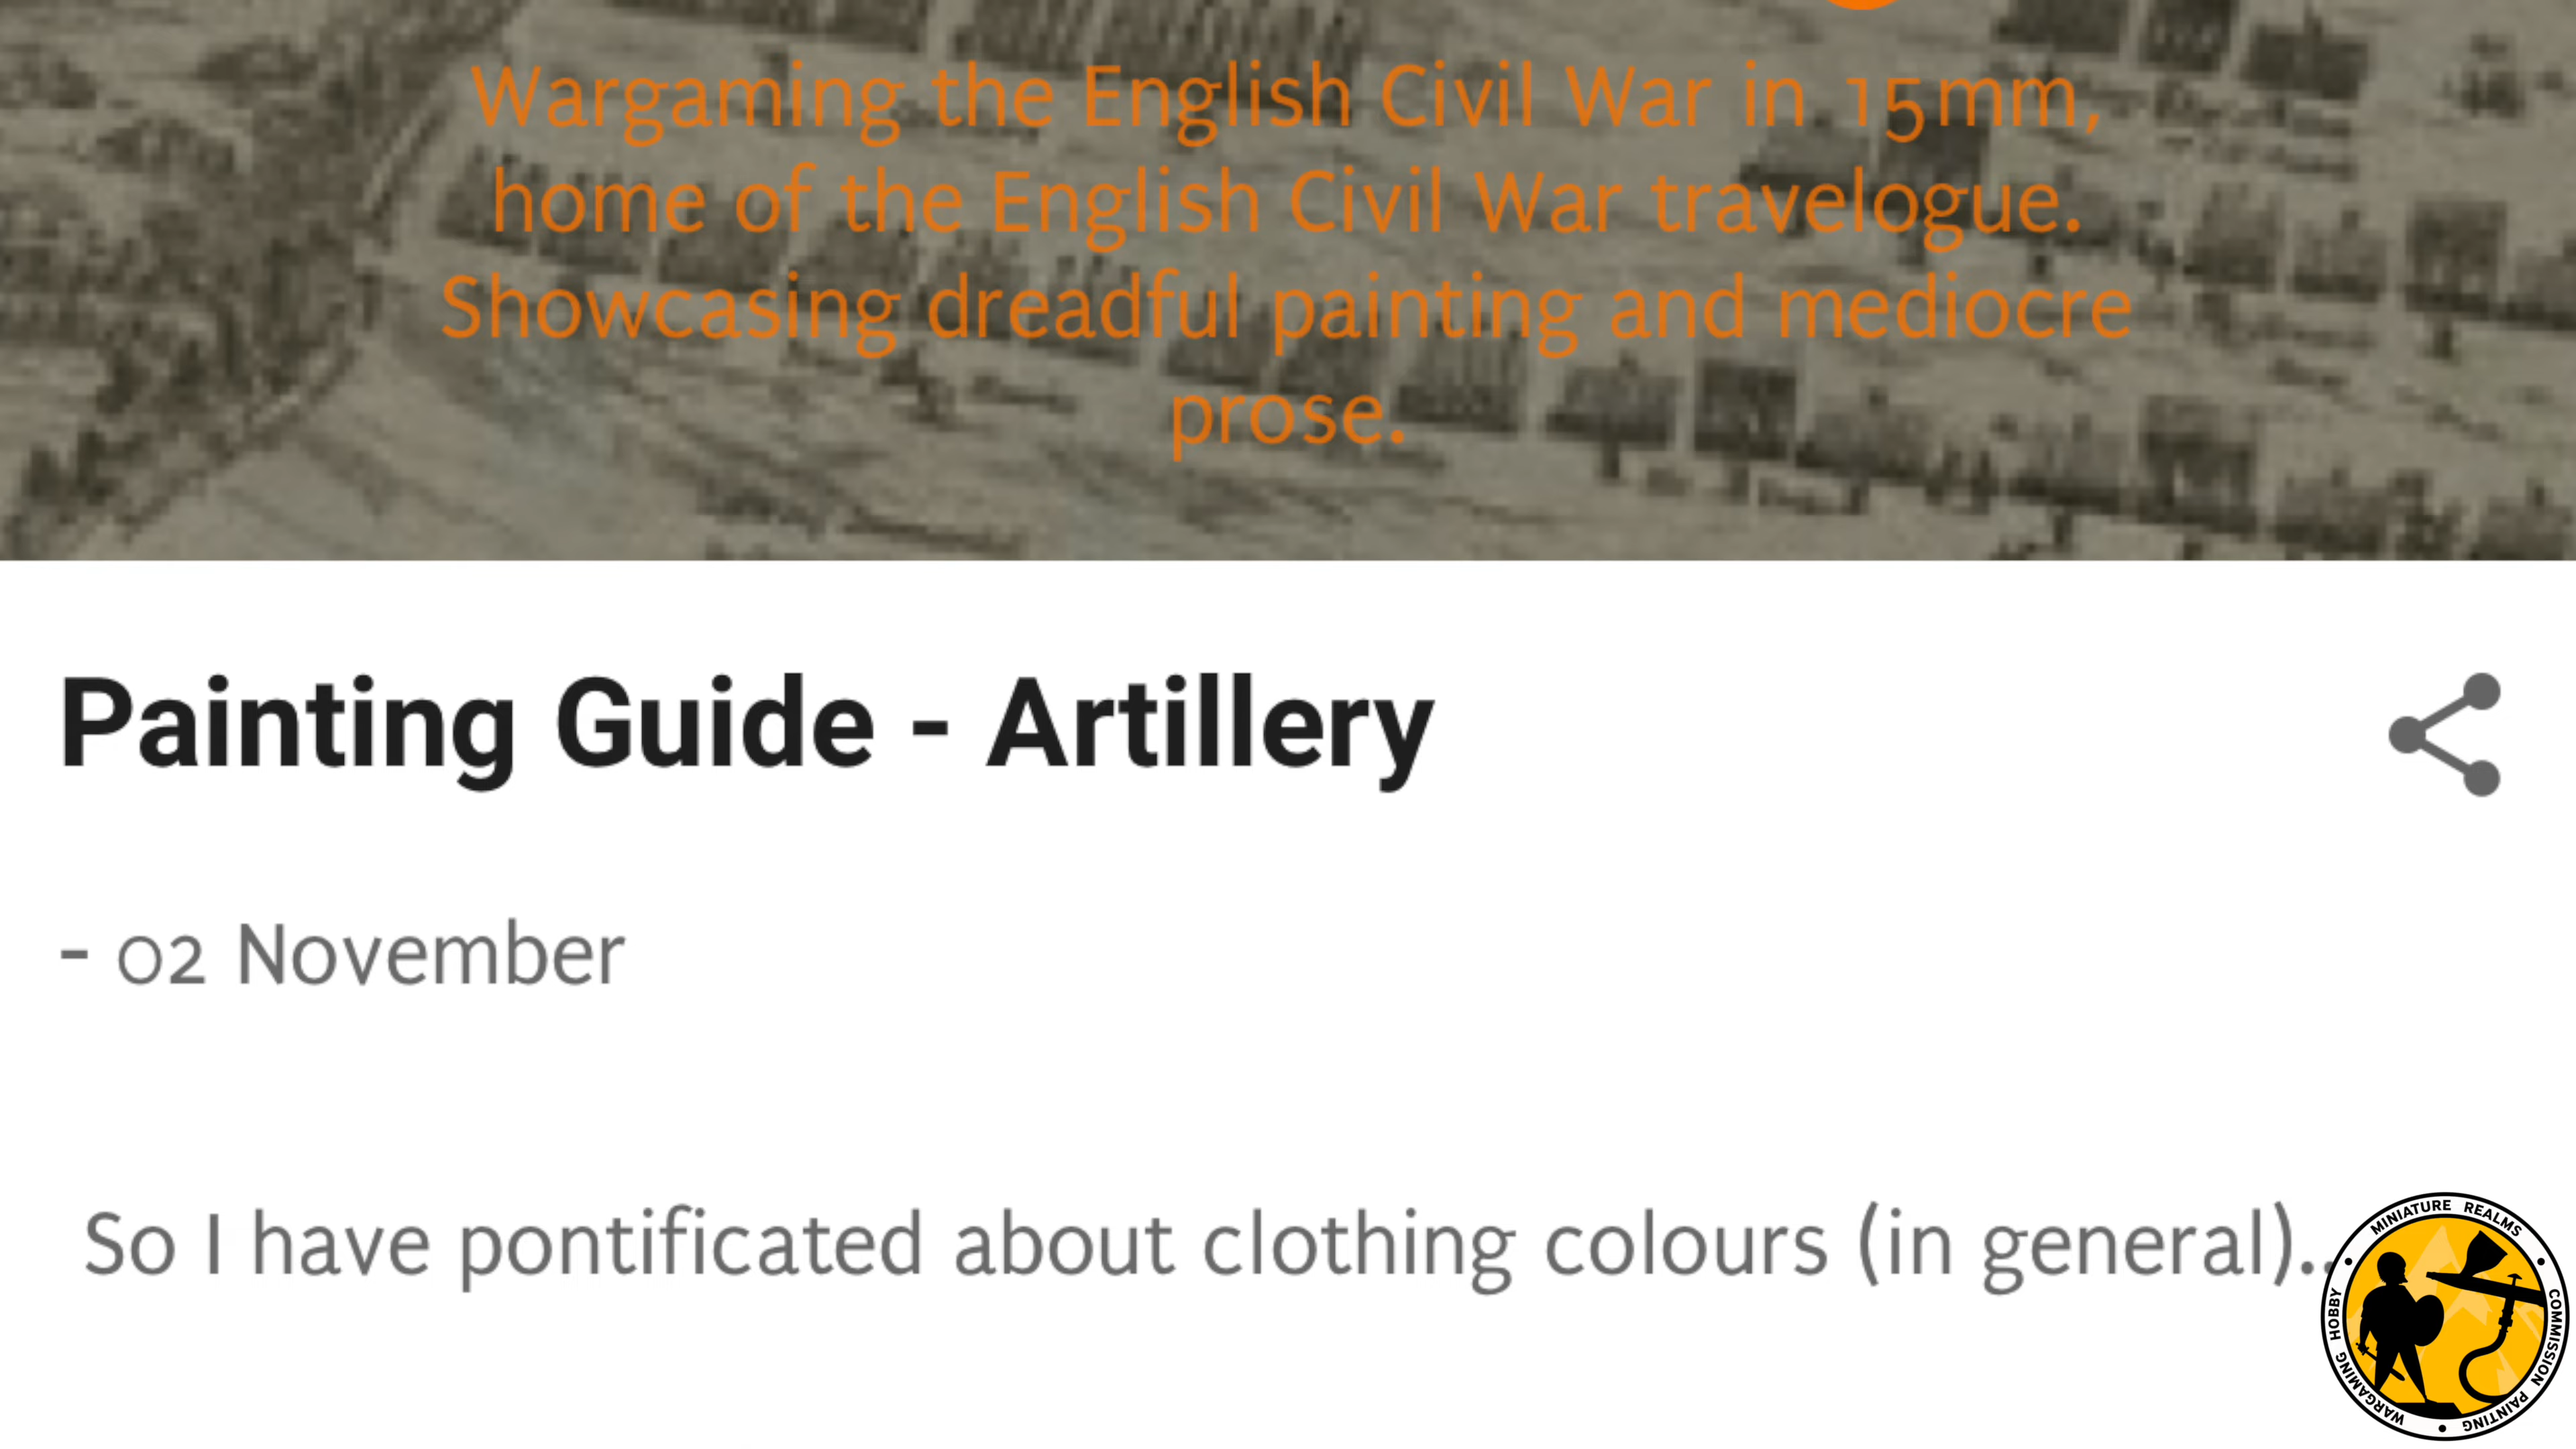 Wargaming the English Civil War in 15mm,
home of the English Civil War travelogue.
Showcasing dreadful painting and mediocre
prose.
Painting Guide - Artillery
- 02 November
So I have pontificated about clothing colours (in general)..
MINIATURE REALMS
COMMISSION PAINTING
WARGAMING HOBBY